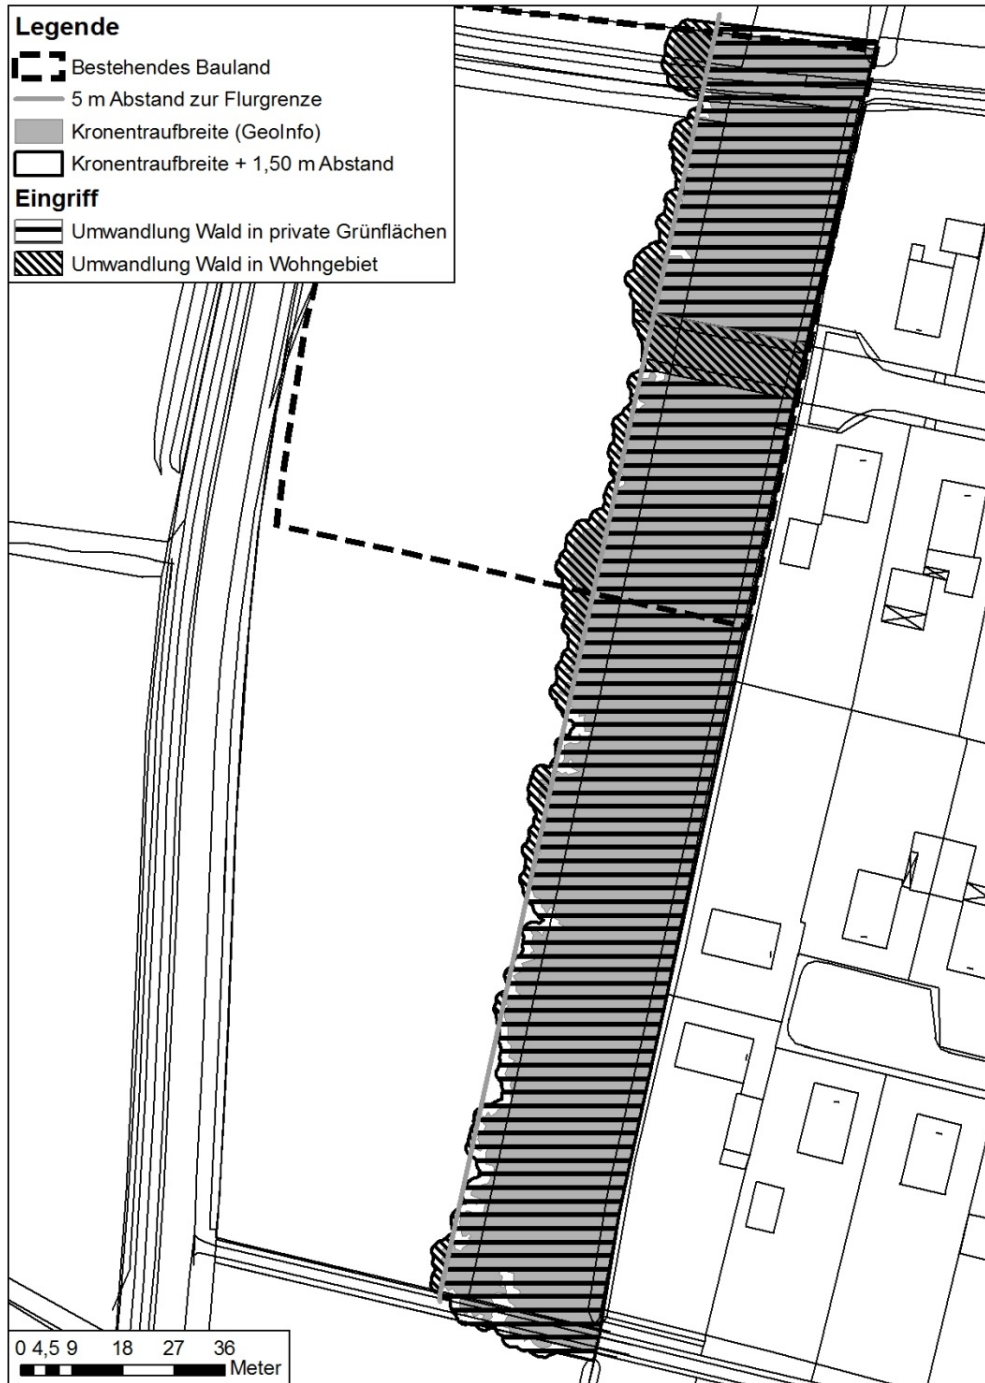 Legende
Bestehendes Bauland
5 m Abstand zur Flurgrenze
Kronentraufbreite (GeoInfo)
Kronentraufbreite + 1,50 m Abstand
Eingriff
Umwandlung Wald in private Grünflächen
Umwandlung Wald in Wohngebiet
0 4,5 9 18 27 36
Meter